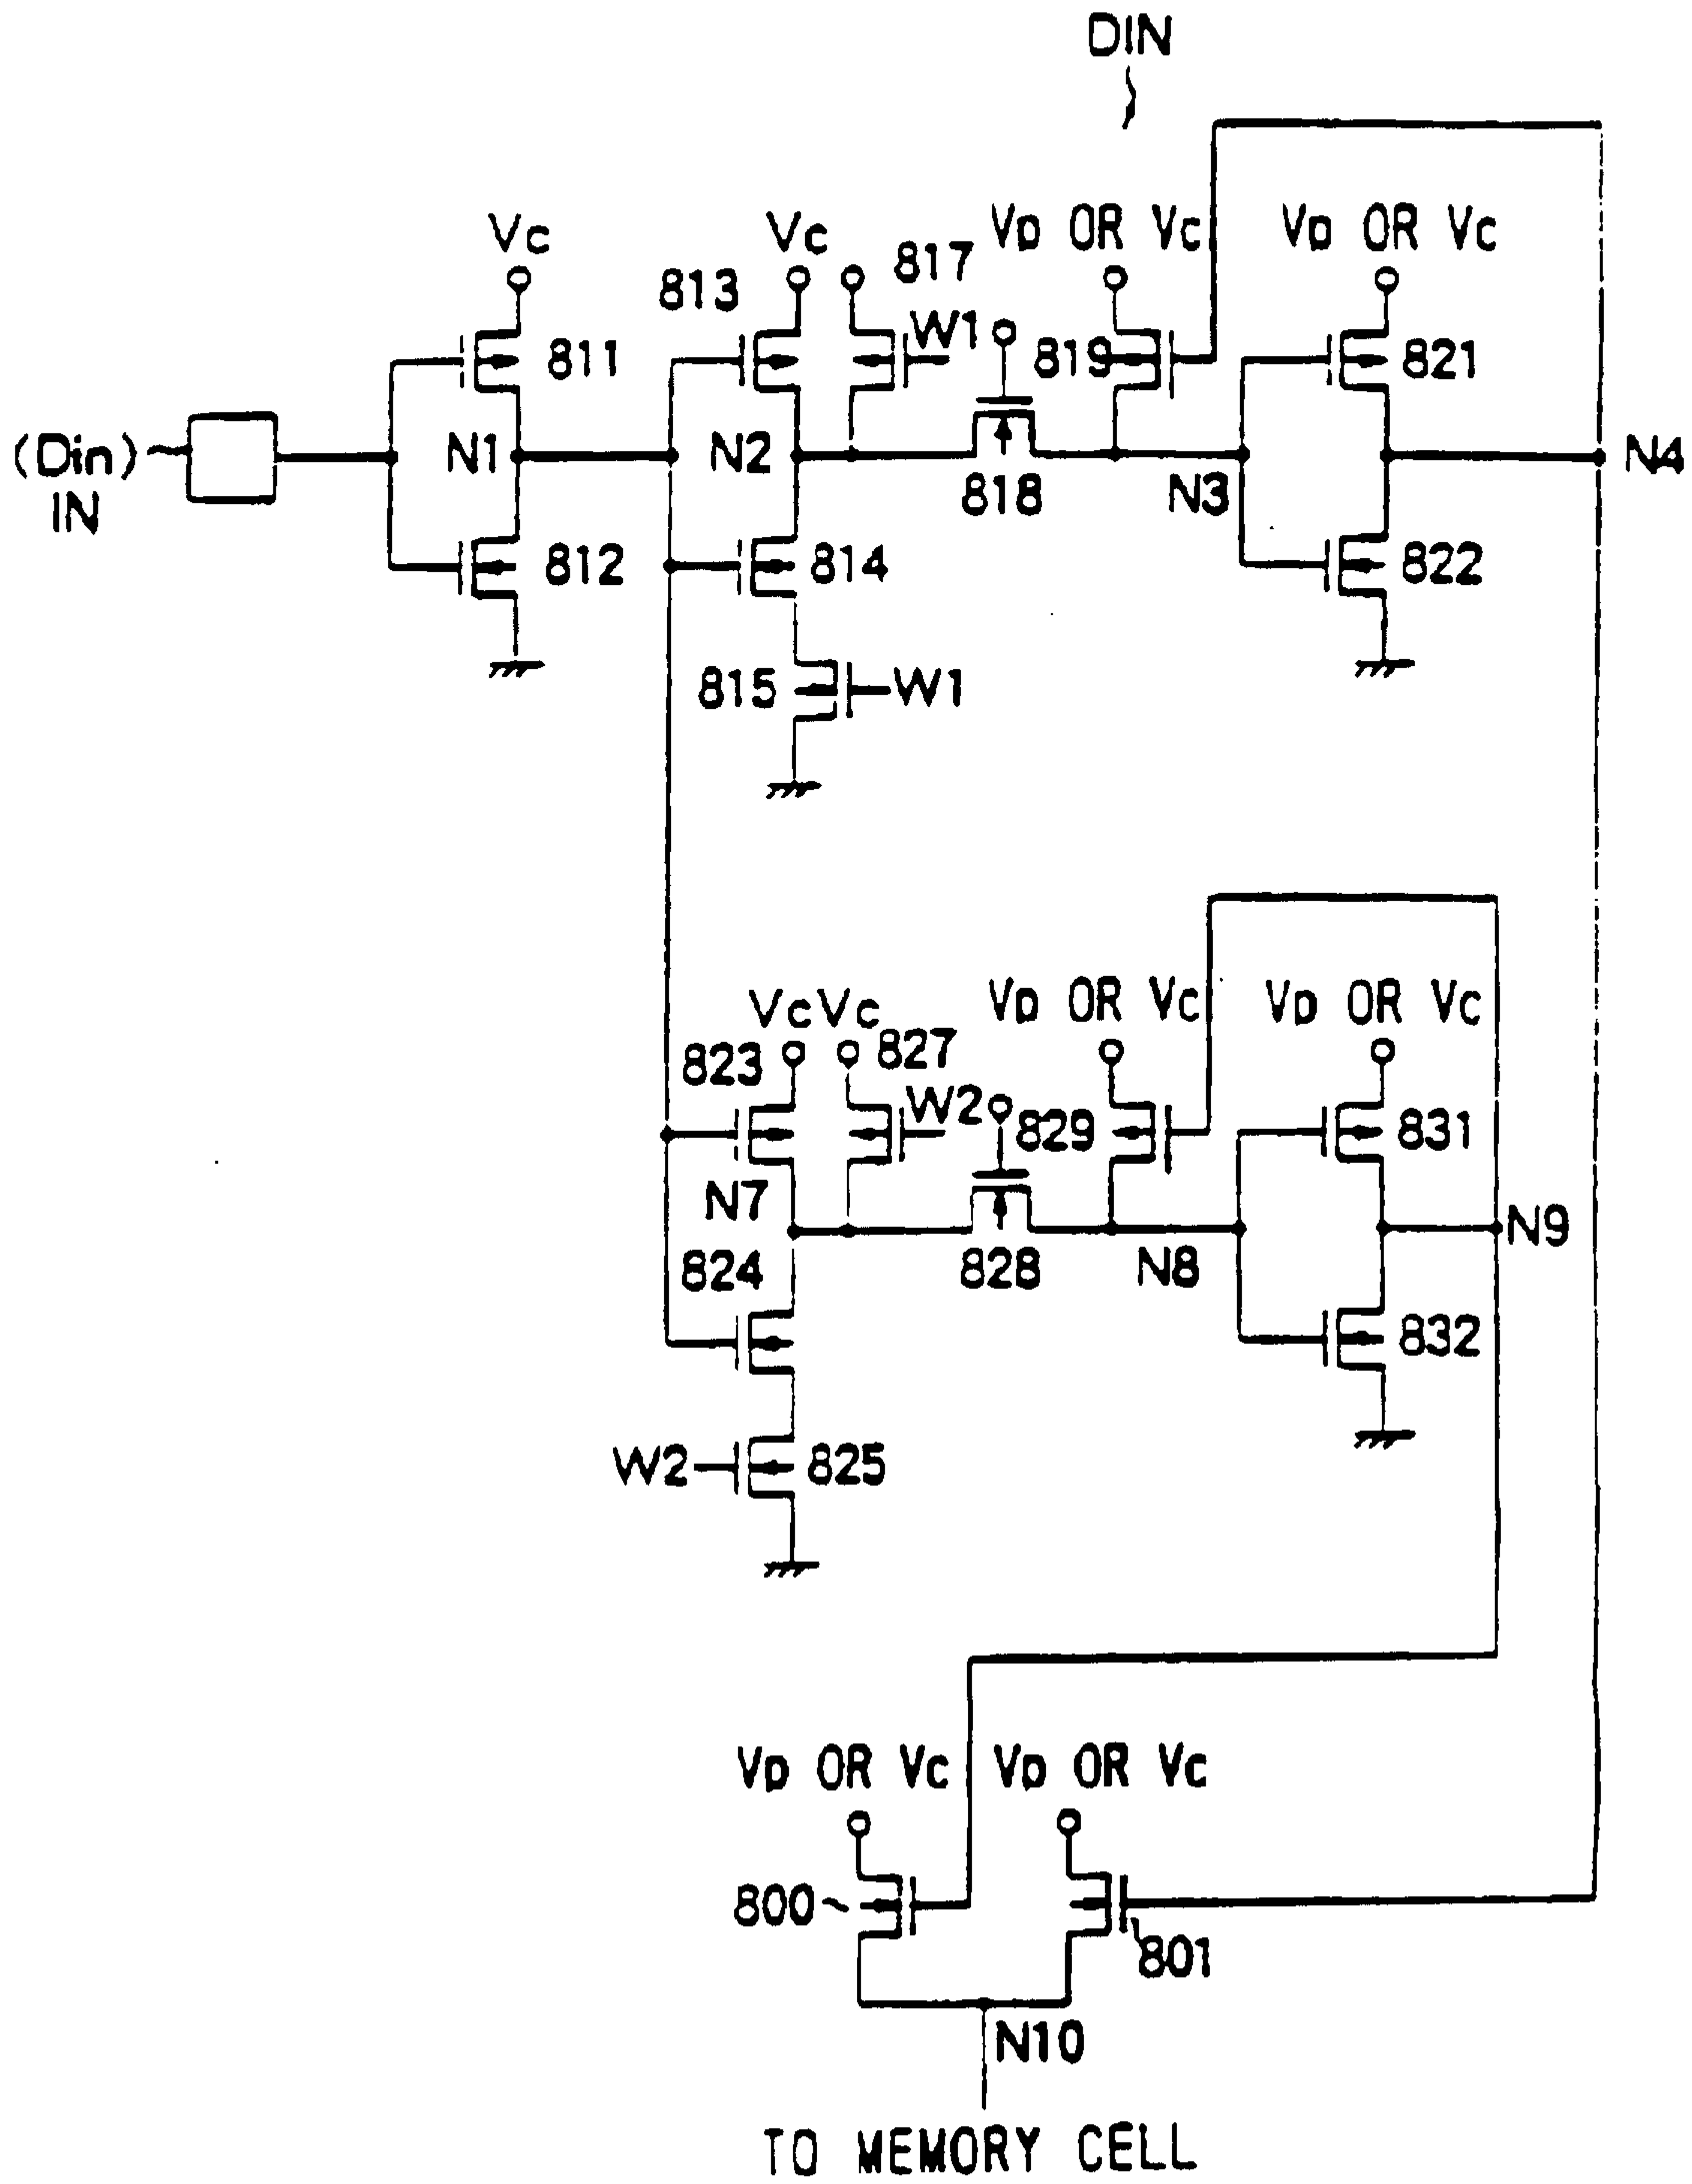 DIN
Vc
Vc
VD OR Vc
VD OR Vc
813
817
W1
811
819
821
(Din)
IN
N1
N2
818
N3
N4
812
814
822
815
W1
Vc
Vc
VD OR Vc
VD OR Vc
823
827
W2
829
831
N7
824
828
N8
N9
832
W2
825
VD OR Vc
VD OR Vc
800
801
N10
TO MEMORY CELL